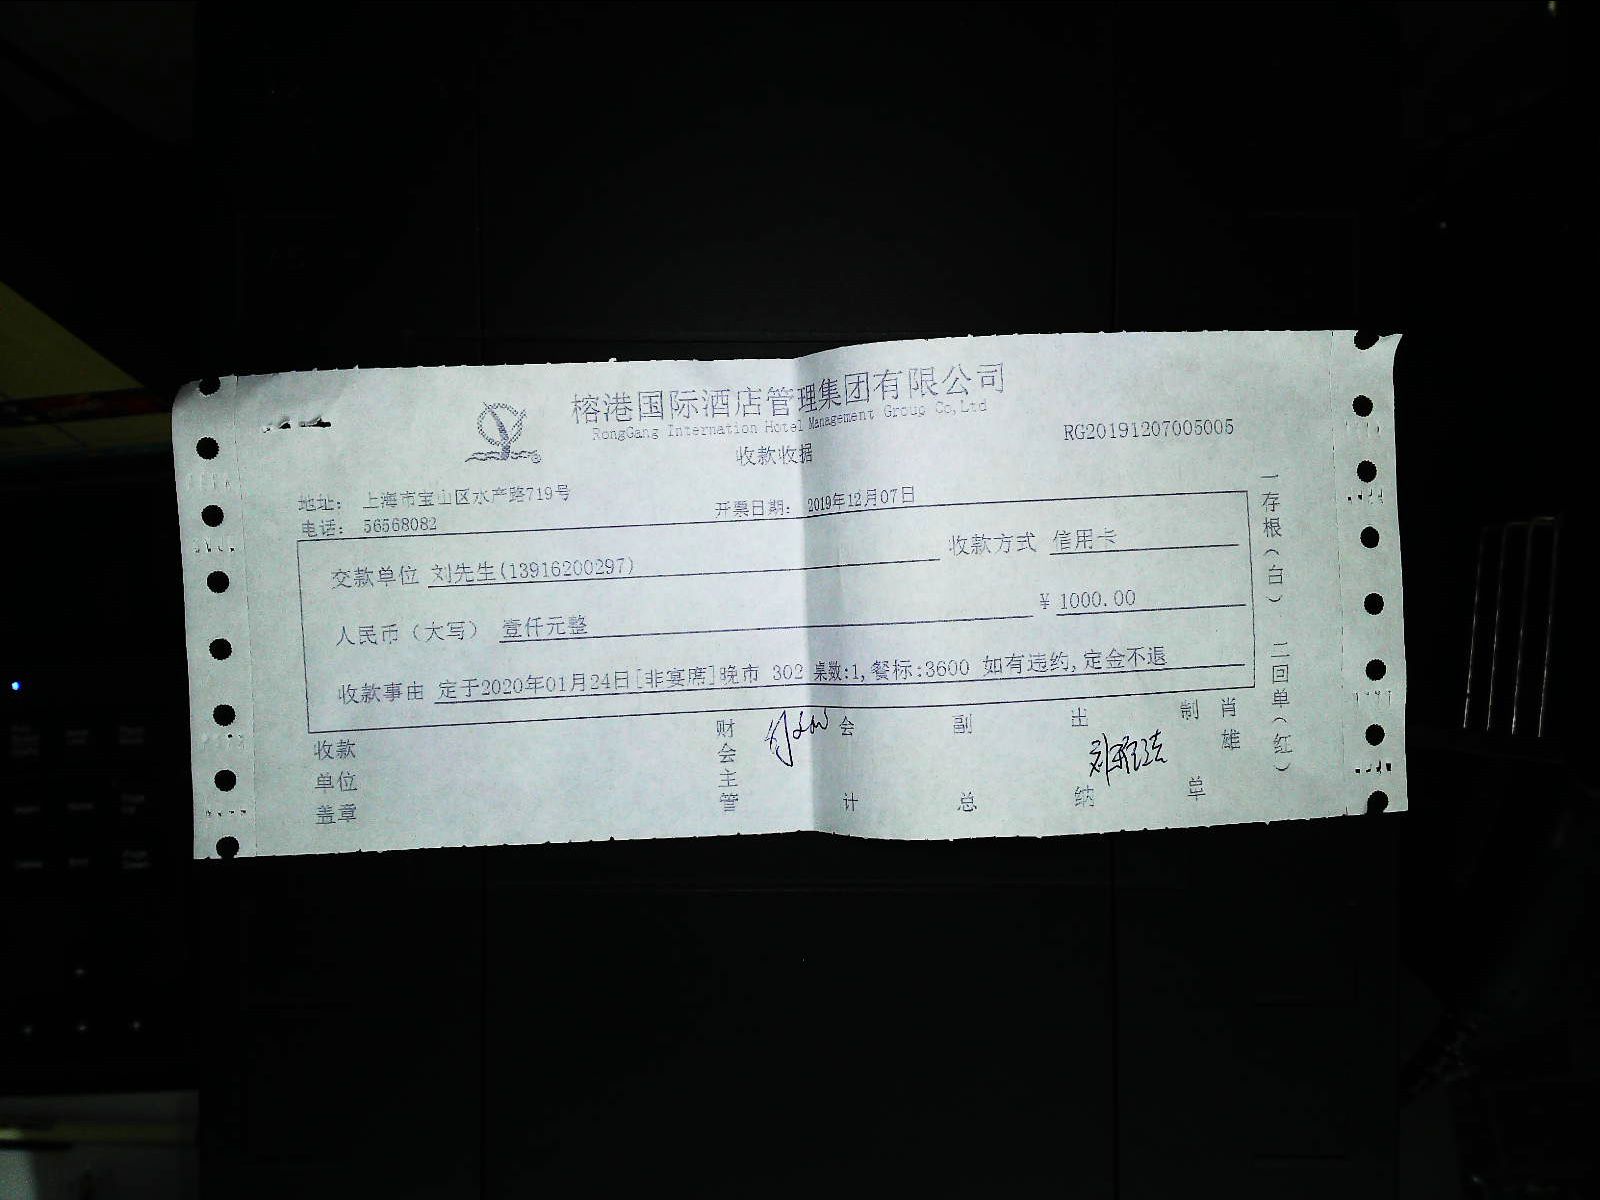 榕港国际酒店管理集团有限公司
RongGang Internation Hotel Management Group Co,Ltd
收款收据
RG20191207005005
地址： 上海市宝山区水产路719号
电话： 56568082
开票日期： 2019年12月07日
交款单位 刘先生(13916200297)
收款方式 信用卡
人民币（大写） 壹仟元整
¥ 1000.00
收款事由 定于2020年01月24日[非宴席]晚市 302 桌数:1,餐标:3600 如有违约,定金不退
收款单位盖章
财会主管
会计
副总
出纳
制单
肖雄
一存根（白） 二回单（红）